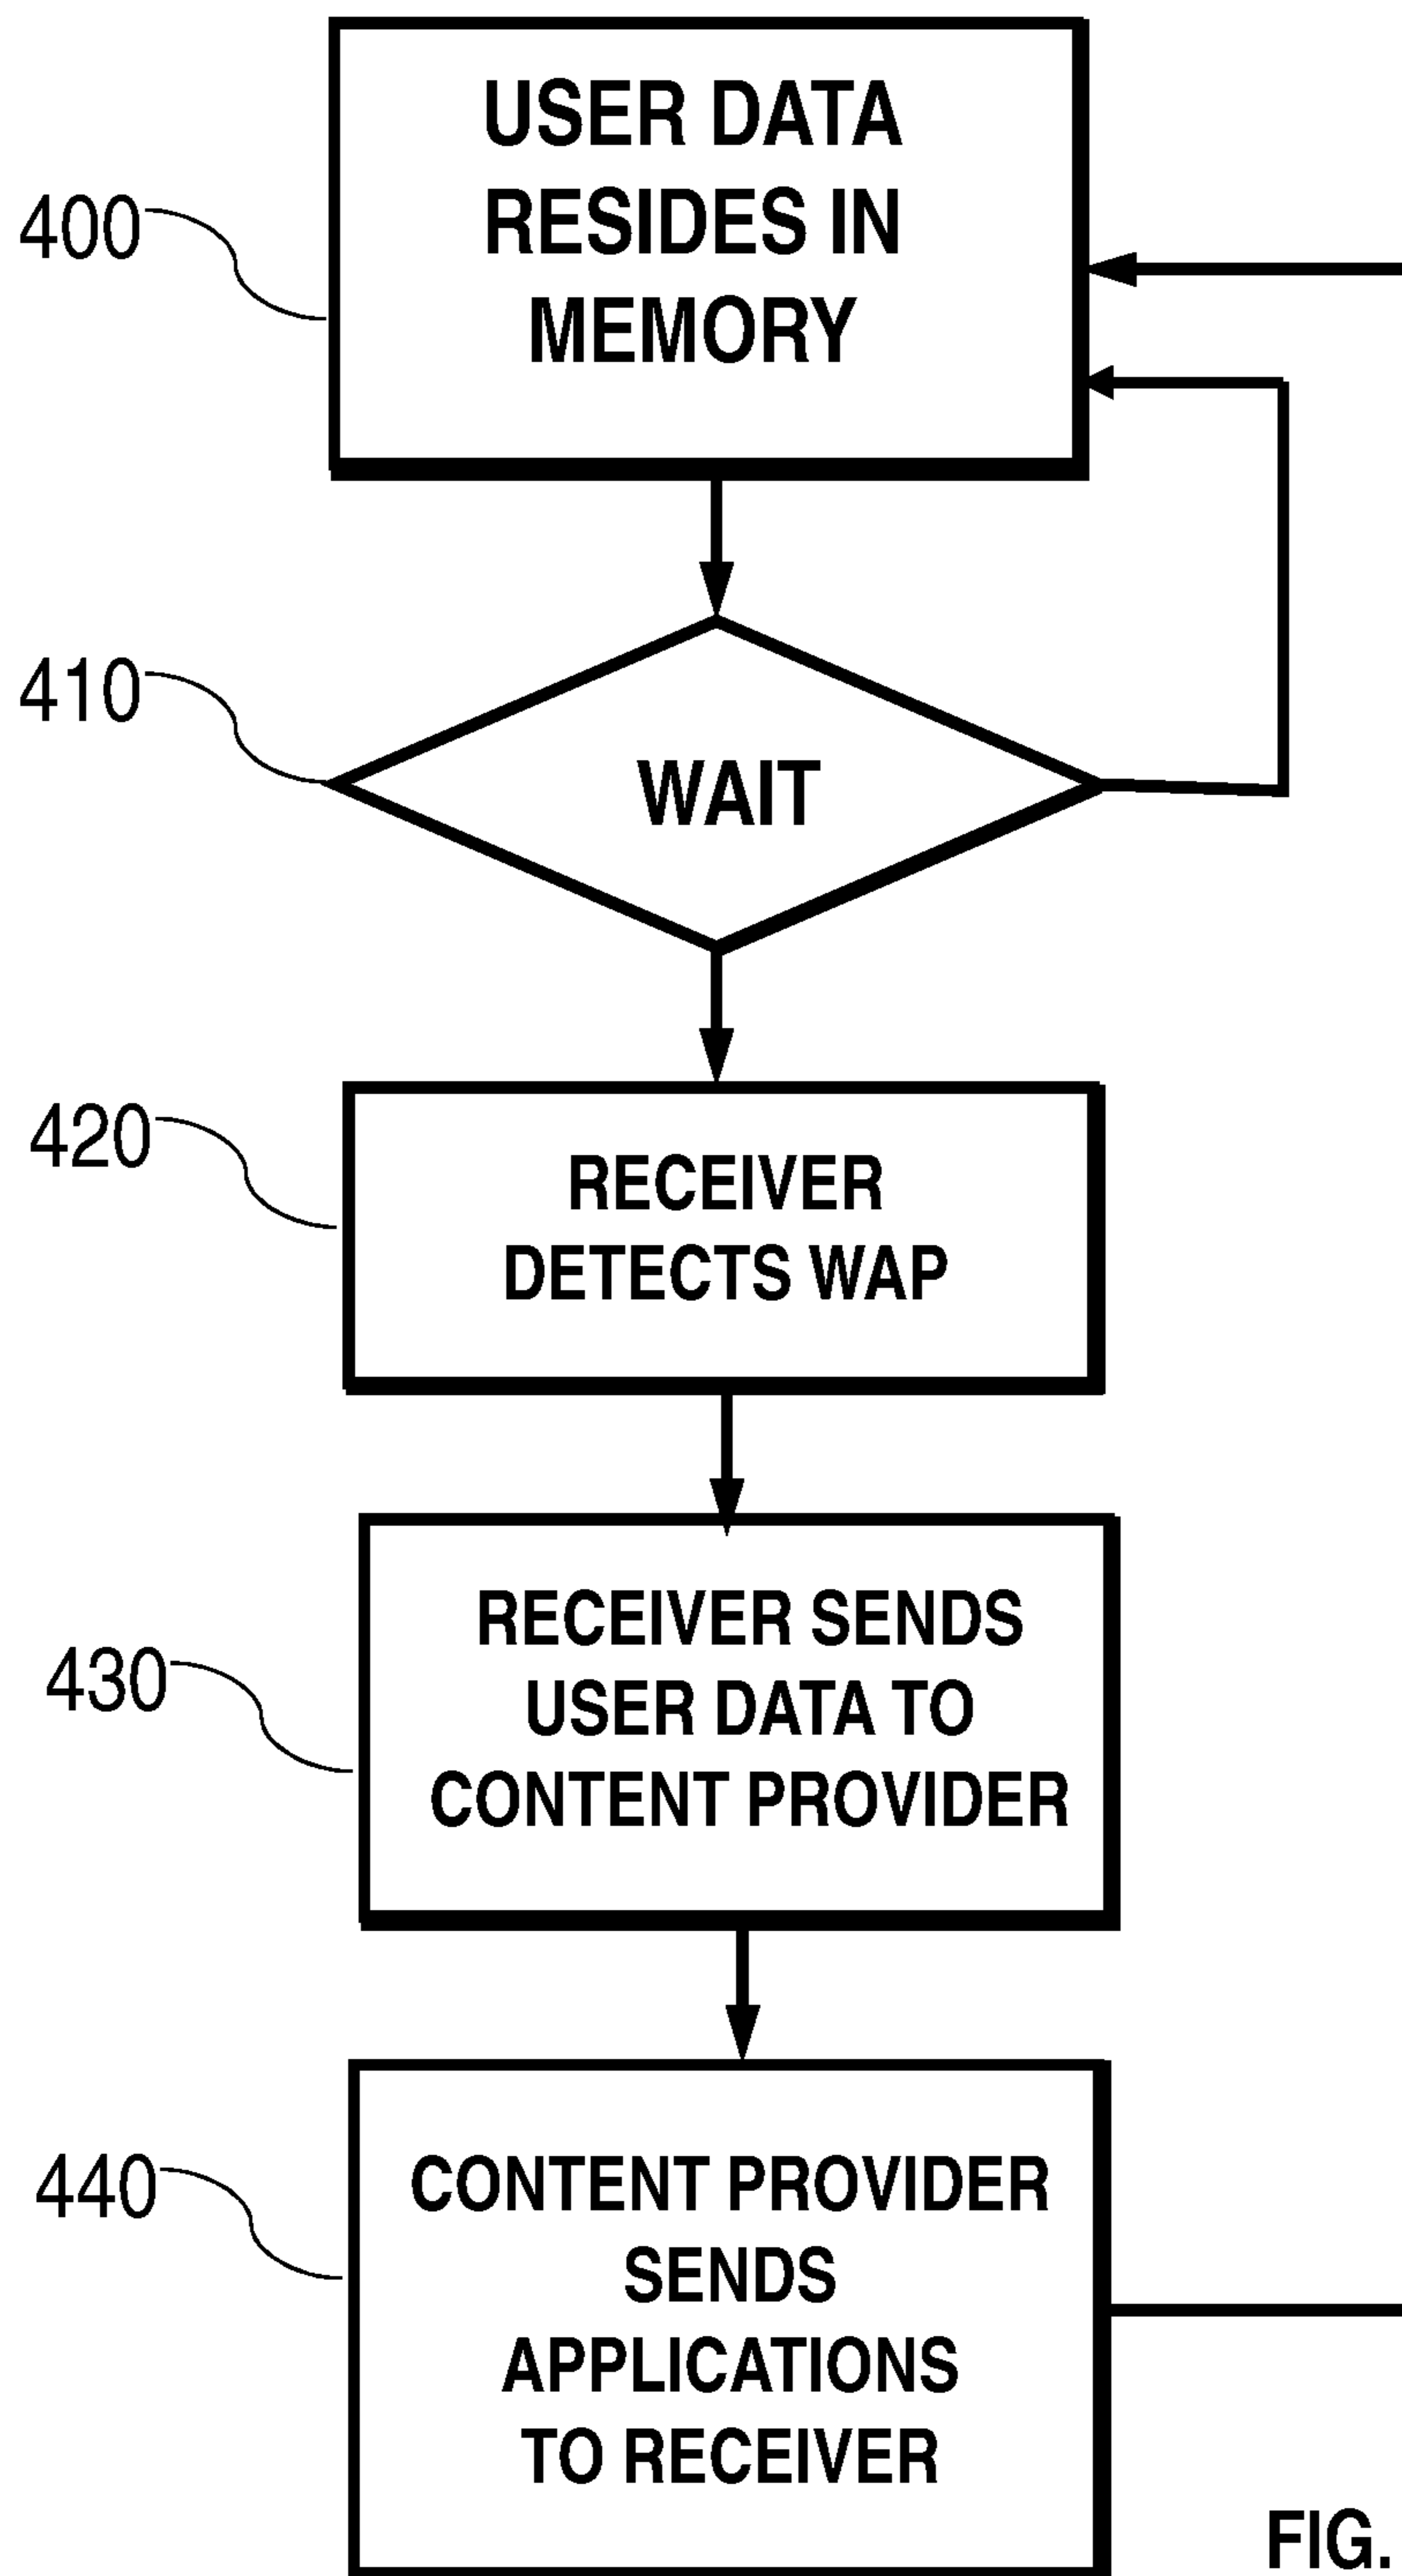 400
USER DATA
RESIDES IN
MEMORY
410
WAIT
420
RECEIVER
DETECTS WAP
430
RECEIVER SENDS
USER DATA TO
CONTENT PROVIDER
440
CONTENT PROVIDER
SENDS
APPLICATIONS
TO RECEIVER
FIG.